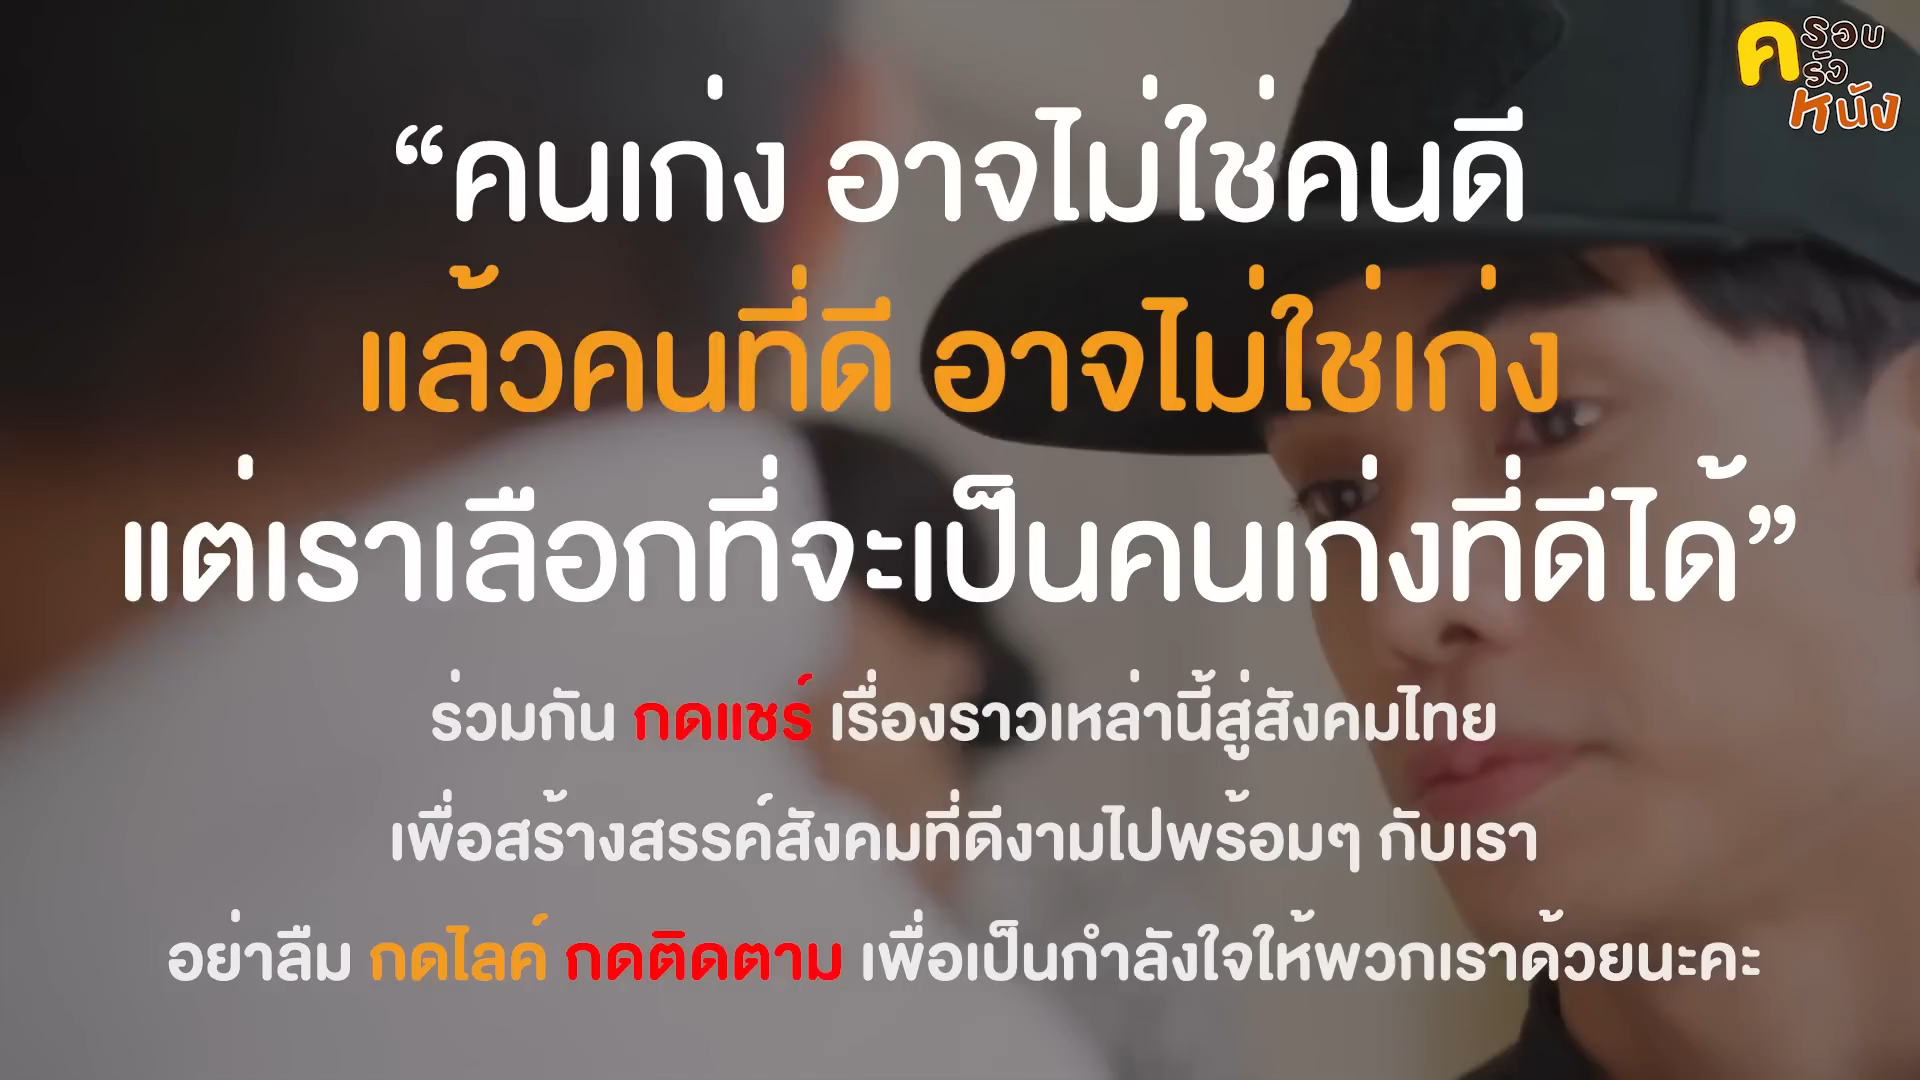 ครอบ
ครัว
หนัง
“คนเก่ง อาจไม่ใช่คนดี
แล้วคนที่ดี อาจไม่ใช่เก่ง
แต่เราเลือกที่จะเป็นคนเก่งที่ดีได้”
ร่วมกัน กดแชร์ เรื่องราวเหล่านี้สู่สังคมไทย
เพื่อสร้างสรรค์สังคมที่ดีงามไปพร้อมๆ กับเรา
อย่าลืม กดไลค์ กดติดตาม เพื่อเป็นกำลังใจให้พวกเราด้วยนะคะ